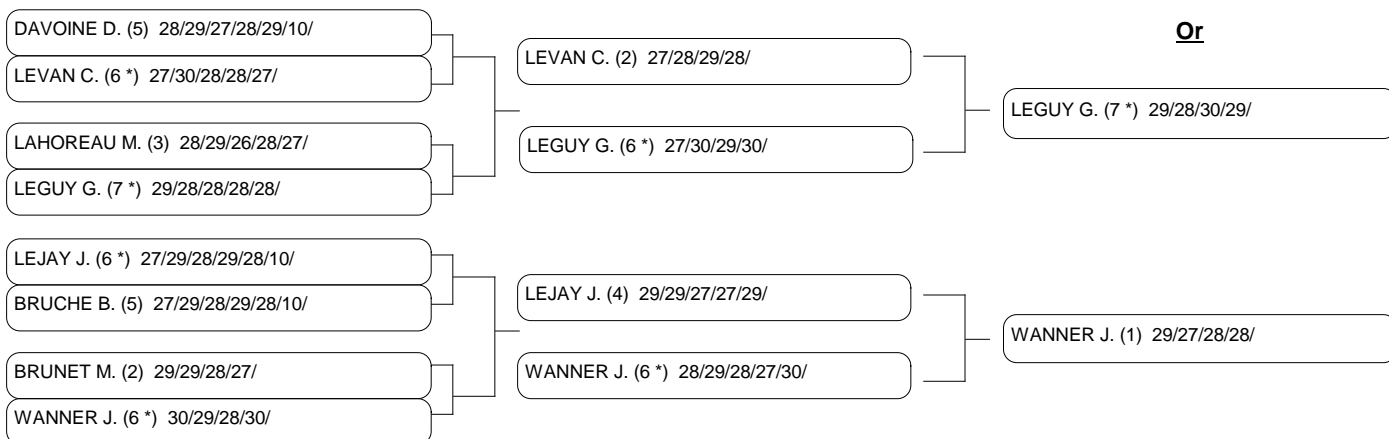 DAVOINE D. (5) 28/29/27/28/29/10/
LEVAN C. (6 *) 27/30/28/28/27/
LAHOREAU M. (3) 28/29/26/28/27/
LEGUY G. (7 *) 29/28/28/28/28/
LEJAY J. (6 *) 27/29/28/29/28/10/
BRUCHE B. (5) 27/29/28/29/28/10/
BRUNET M. (2) 29/29/28/27/
WANNER J. (6 *) 30/29/28/30/
LEVAN C. (2) 27/28/29/28/
LEGUY G. (6 *) 27/30/29/30/
LEJAY J. (4) 29/29/27/27/29/
WANNER J. (6 *) 28/29/28/27/30/
Or
LEGUY G. (7 *) 29/28/30/29/
WANNER J. (1) 29/27/28/28/